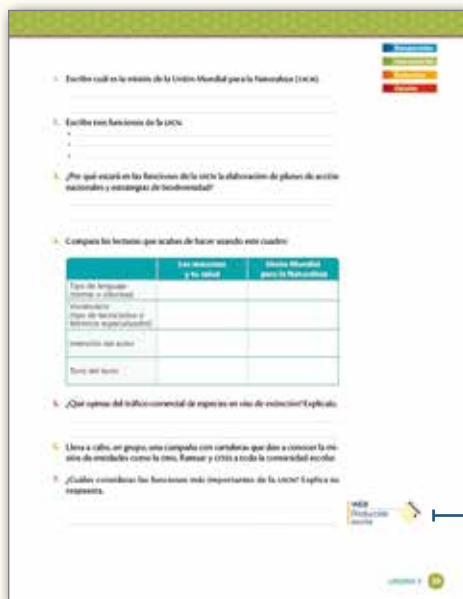 1. Escribe cuál es la misión de la Unión Mundial para la Naturaleza (UICN).
2. Escribe tres funciones de la UICN.
•
•
•
3. ¿Por qué estará en las funciones de la UICN la elaboración de planes de acción
nacionales y estrategias de biodiversidad?
4. Compara las lecturas que acabas de hacer usando este cuadro:
y tu salud
Unión Mundial
para la Naturaleza
Tipo de lenguaje
(formal o informal)
Vocabulario
(tipo de tecnicismos o
términos especializados)
Intención del autor
Tono del texto
5. ¿Qué opinas del tráfico comercial de especies en vías de extinción? Explícalo.
6. Lleva a cabo, en grupo, una campaña con carteleras que den a conocer la mi-
sión de entidades como la Ramsar y CITES a toda la comunidad escolar.
7. ¿Cuáles consideras las funciones más importantes de la UICN? Explica tu
respuesta.
WEB
Producción
escrita